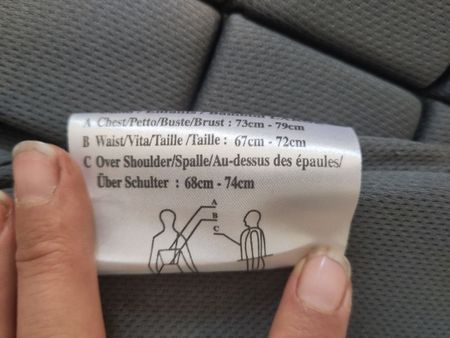 A Chest/Petto/Buste/Brust : 73cm - 79cm
B Waist/Vita/Taille /Taille : 67cm - 72cm
C Over Shoulder/Spalle/Au-dessus des épaules/
Über Schulter : 68cm - 74cm
A
B
C